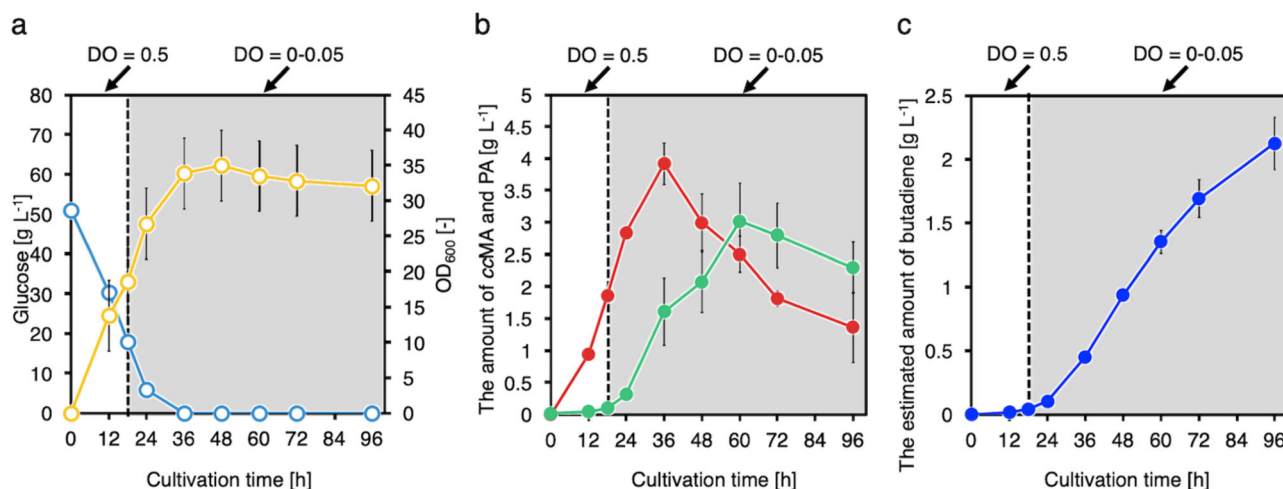 a
DO = 0.5
DO = 0-0.05
80
70
60
50
40
30
20
10
0
45
40
35
30
25
20
15
10
5
0
Glucose [g L⁻¹]
OD₆₀₀ [-]
0 12 24 36 48 60 72 84 96
Cultivation time [h]
b
DO = 0.5
DO = 0-0.05
5
4.5
4
3.5
3
2.5
2
1.5
1
0.5
0
The amount of ccMA and PA [g L⁻¹]
0 12 24 36 48 60 72 84 96
Cultivation time [h]
c
DO = 0.5
DO = 0-0.05
2.5
2
1.5
1
0.5
0
The estimated amount of butadiene [g L⁻¹]
0 12 24 36 48 60 72 84 96
Cultivation time [h]